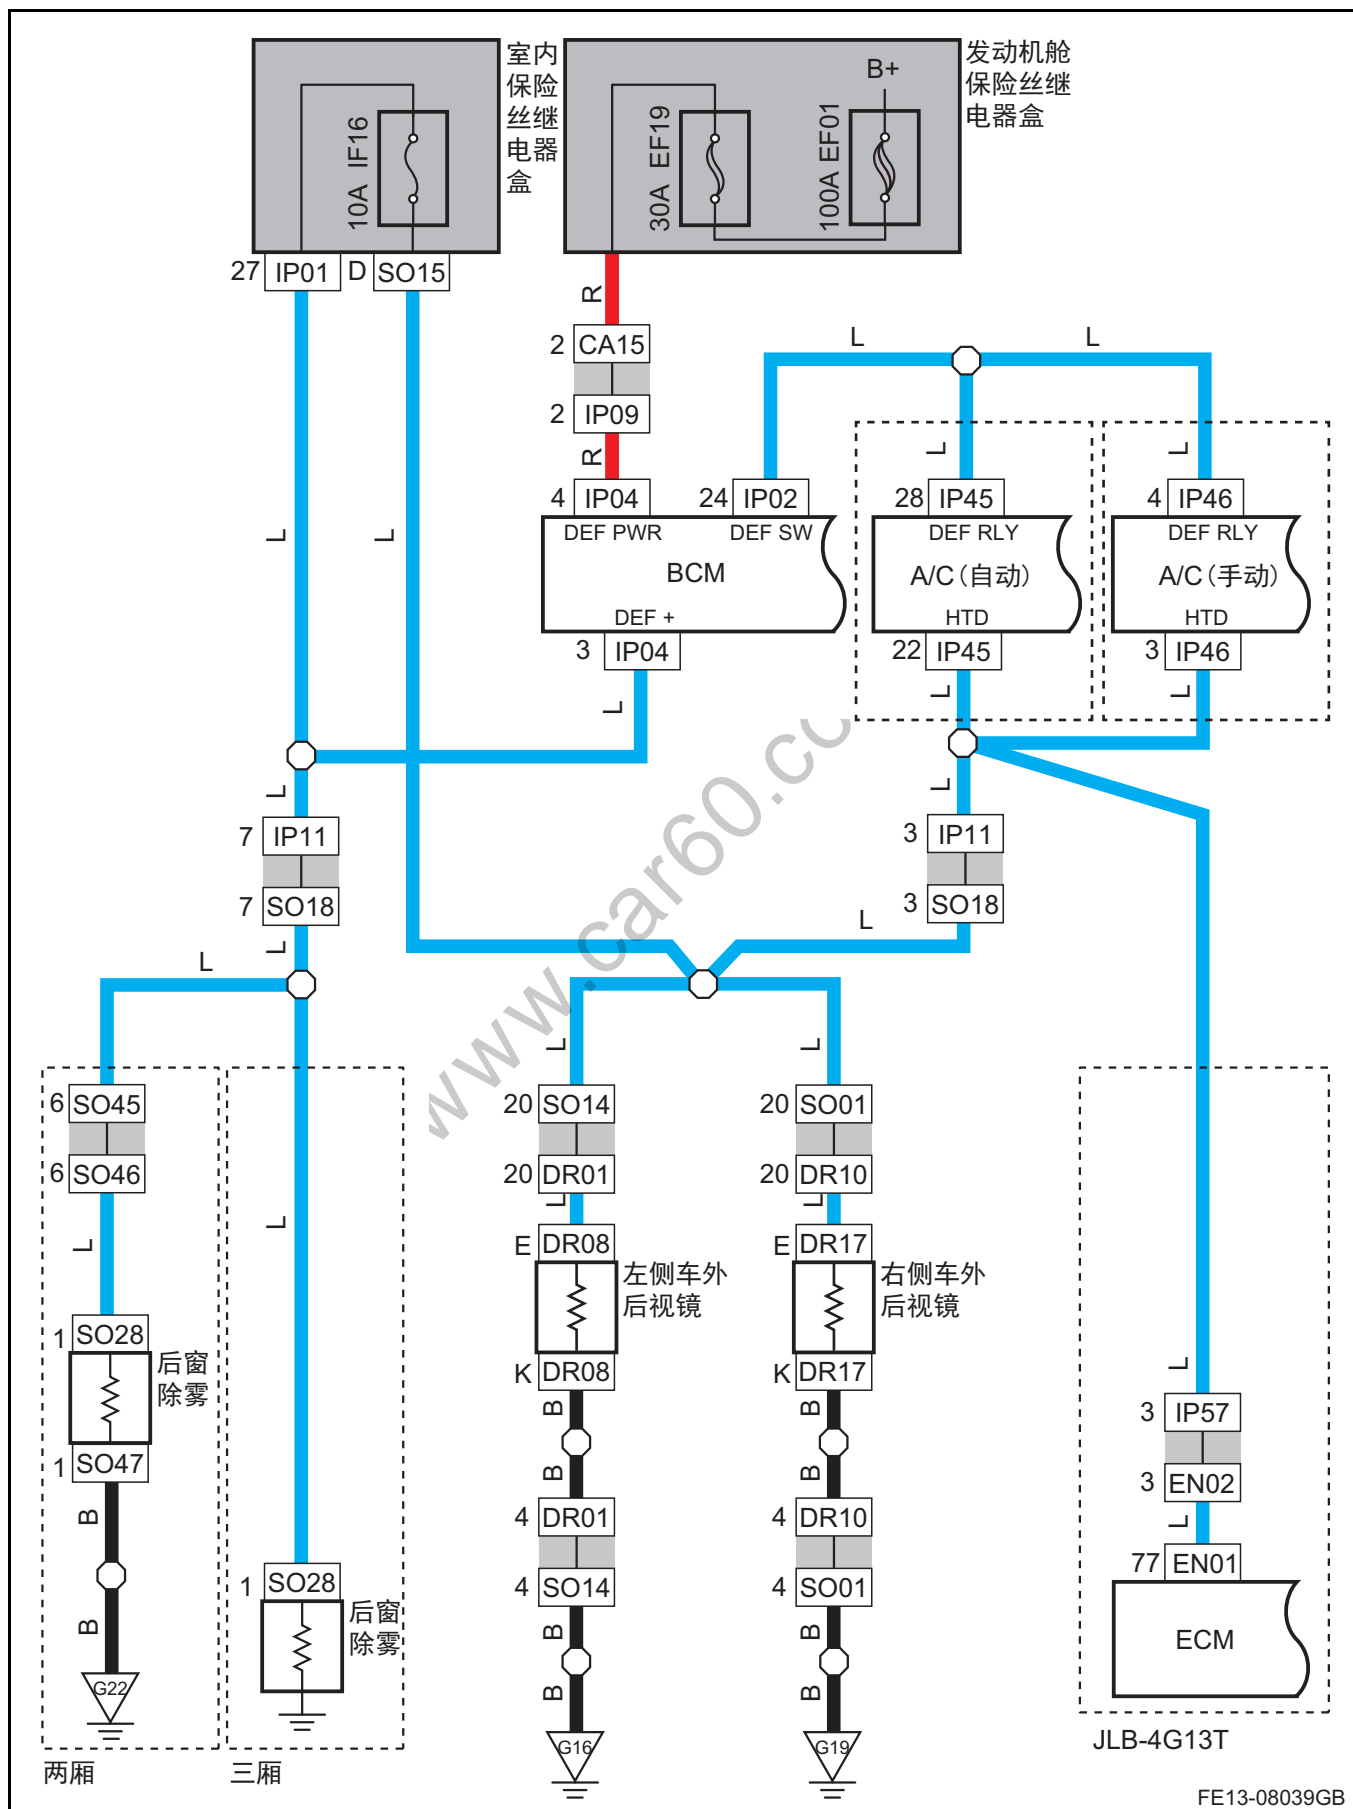 室内
保险
丝继
电器
盒
10A IF16
发动机舱
保险丝继
电器盒
B+
30A EF19
100A EF01
27 IP01
D SO15
R
2 CA15
2 IP09
R
L
L
L
L
L
L
4 IP04
24 IP02
28 IP45
4 IP46
DEF PWR
DEF SW
DEF RLY
DEF RLY
BCM
A/C(自动)
A/C(手动)
DEF +
HTD
HTD
3 IP04
22 IP45
3 IP46
L
L
L
L
L
7 IP11
3 IP11
7 SO18
3 SO18
L
L
L
www.car60.co
L
L
6 SO45
20 SO14
20 SO01
6 SO46
20 DR01
20 DR10
L
L
L
L
E DR08
E DR17
左侧车外
后视镜
右侧车外
后视镜
1 SO28
后窗
除雾
K DR08
K DR17
L
1 SO47
B
B
3 IP57
B
B
B
3 EN02
4 DR01
4 DR10
L
77 EN01
1 SO28
后窗
除雾
4 SO14
4 SO01
B
B
B
ECM
B
B
G22
G16
G19
两厢
三厢
JLB-4G13T
FE13-08039GB